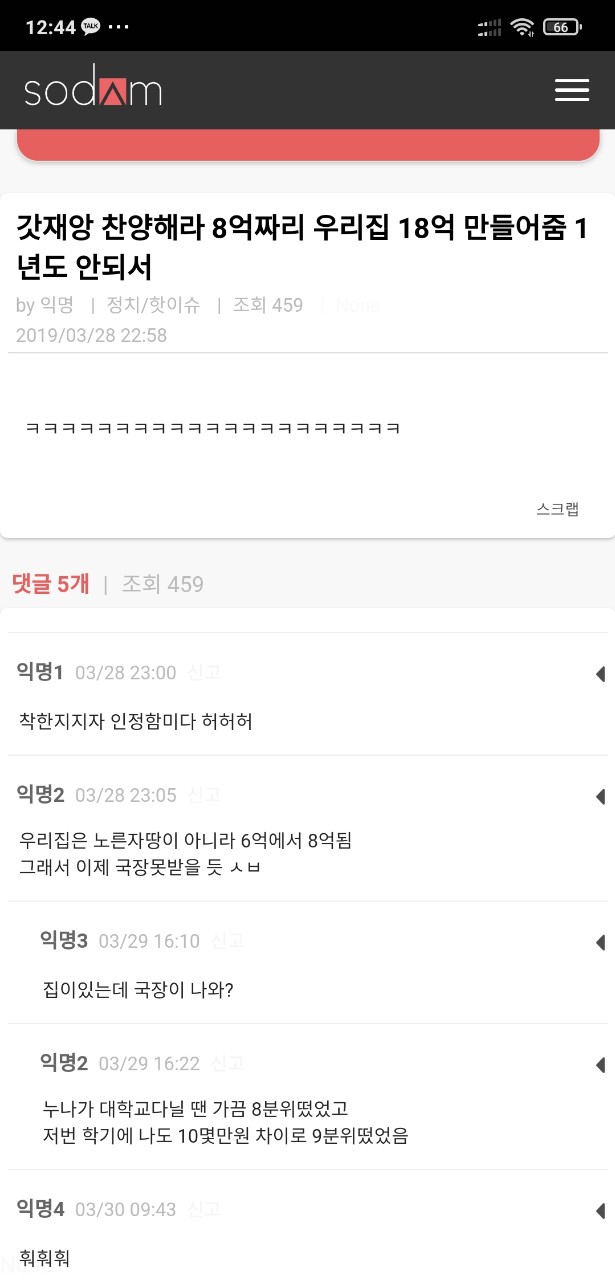 12:44 TALK ...
66
sodam
갓재앙 찬양해라 8억짜리 우리집 18억 만들어줌 1
년도 안되서
by 익명 | 정치/핫이슈 | 조회 459 | None
2019/03/28 22:58
ㅋㅋㅋㅋㅋㅋㅋㅋㅋㅋㅋㅋㅋㅋㅋㅋㅋㅋㅋㅋㅋ
스크랩
댓글 5개 | 조회 459
익명1 03/28 23:00 신고
착한지지자 인정함미다 허허허
익명2 03/28 23:05 신고
우리집은 노른자땅이 아니라 6억에서 8억됨
그래서 이제 국장못받을 듯 ㅅㅂ
익명3 03/29 16:10 신고
집이있는데 국장이 나와?
익명2 03/29 16:22 신고
누나가 대학교다닐 땐 가끔 8분위떴었고
저번 학기에 나도 10몇만원 차이로 9분위떴었음
익명4 03/30 09:43 신고
훠훠훠